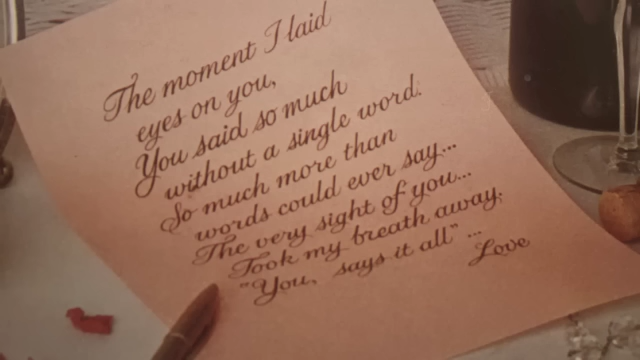 The moment I laid
eyes on you,
You said so much
without a single word.
So much more than
words could ever say...
The very sight of you...
Took my breath away.
"You, says it all" ...
Love